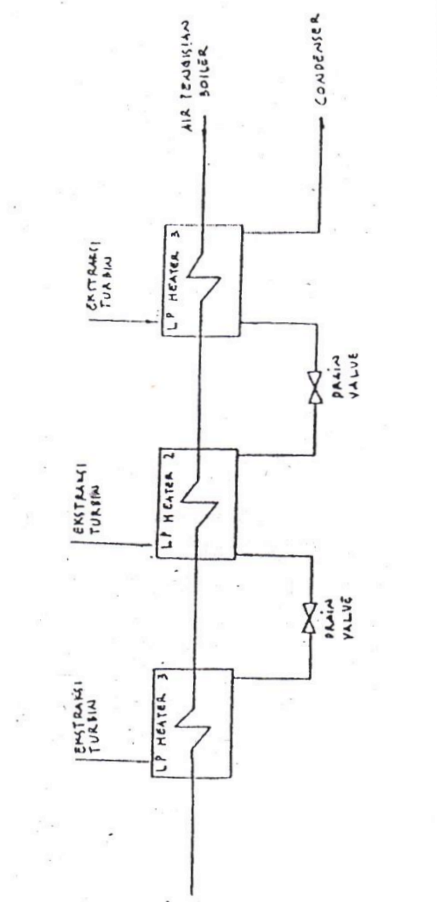 EKSTRAKSI
TURBIN
EKSTRAKSI
TURBIN
EKSTRAKSI
TURBIN
AIR PENGISIAN
BOILER
LP HEATER 3
LP HEATER 2
LP HEATER 3
DRAIN
VALVE
DRAIN
VALVE
CONDENSER